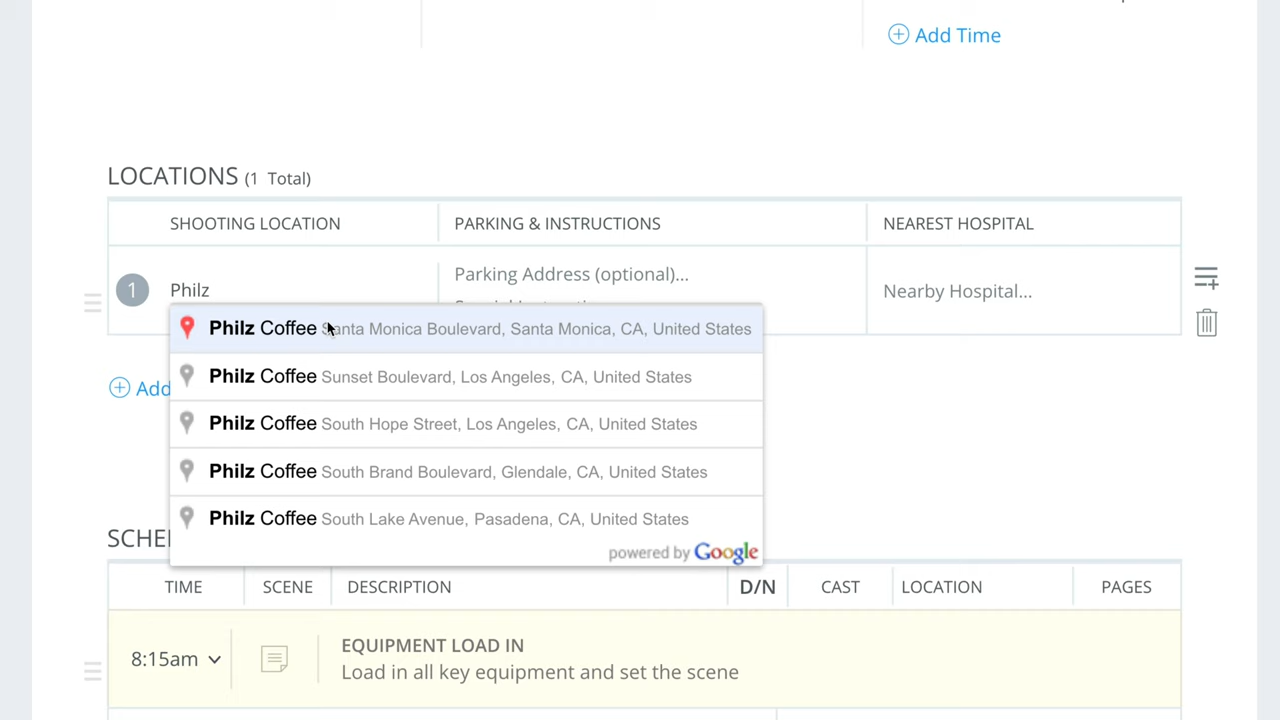 Add Time
LOCATIONS (1 Total)
SHOOTING LOCATION PARKING & INSTRUCTIONS NEAREST HOSPITAL
Parking Address (optional)...
1 Philz Nearby Hospital...
Philz Coffee Santa Monica Boulevard, Santa Monica, CA, United States
Philz Coffee Sunset Boulevard, Los Angeles, CA, United States
Add
Philz Coffee South Hope Street, Los Angeles, CA, United States
Philz Coffee South Brand Boulevard, Glendale, CA, United States
Philz Coffee South Lake Avenue, Pasadena, CA, United States
powered by Google
SCHE
TIME SCENE DESCRIPTION D/N CAST LOCATION PAGES
EQUIPMENT LOAD IN
8:15am
Load in all key equipment and set the scene